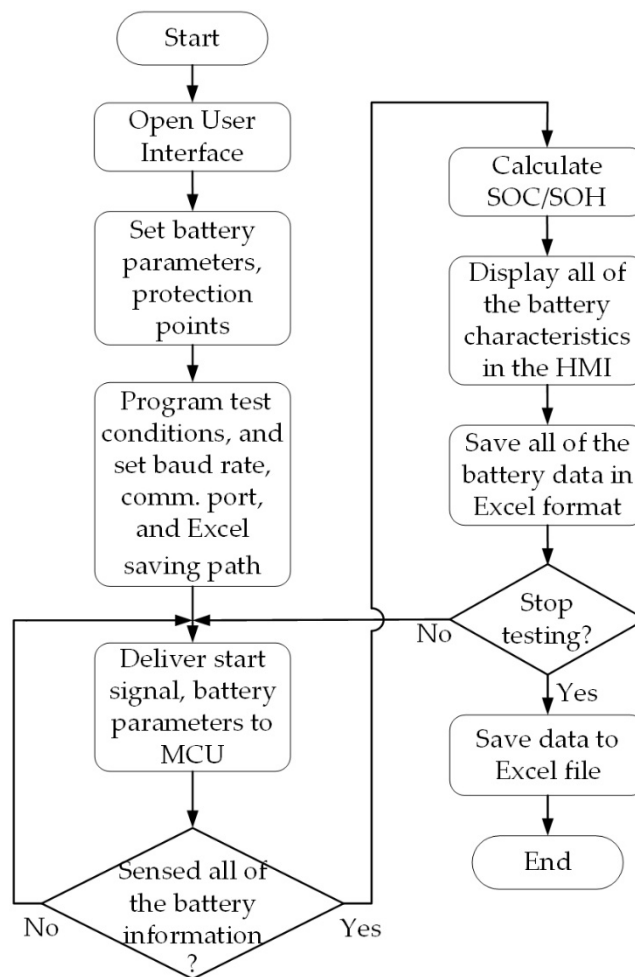 Start
Open User
Interface
Set battery
parameters,
protection
points
Program test
conditions, and
set baud rate,
comm. port,
and Excel
saving path
Deliver start
signal, battery
parameters to
MCU
Sensed all of
the battery
information
?
No
Yes
Calculate
SOC/SOH
Display all of
the battery
characteristics
in the HMI
Save all of the
battery data in
Excel format
Stop
testing?
No
Yes
Save data to
Excel file
End